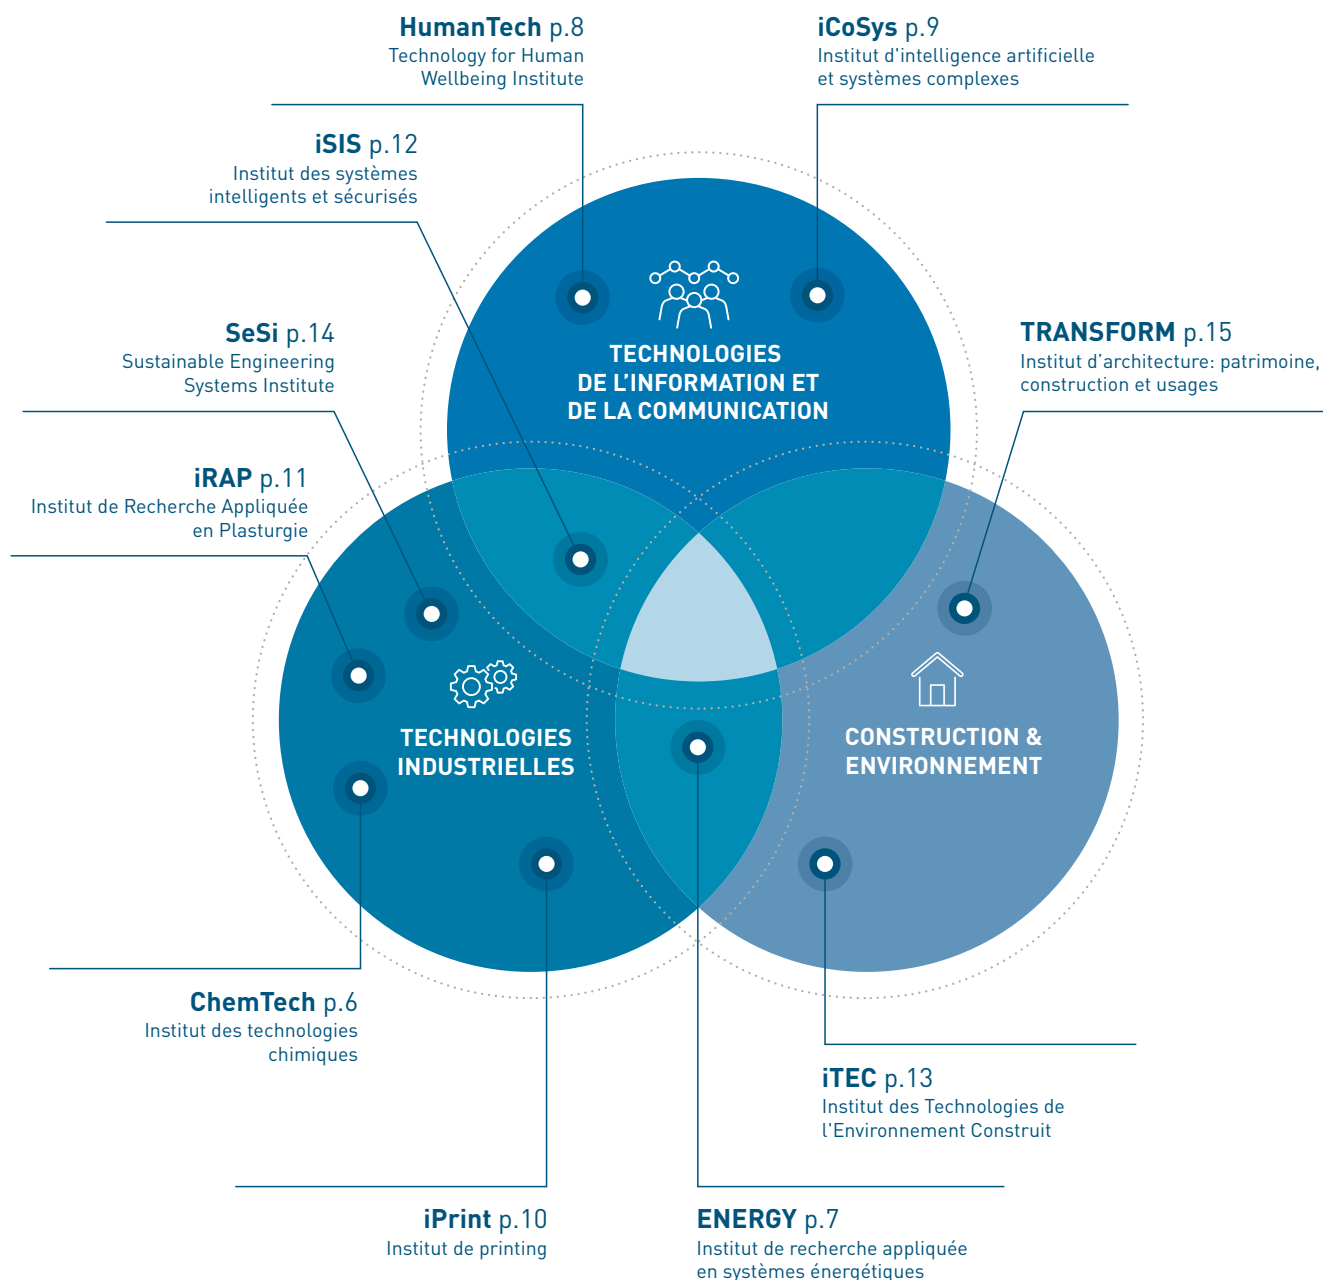 HumanTech p.8
Technology for Human
Wellbeing Institute
iCoSys p.9
Institut d'intelligence artificielle
et systèmes complexes
iSIS p.12
Institut des systèmes
intelligents et sécurisés
SeSi p.14
Sustainable Engineering
Systems Institute
TRANSFORM p.15
Institut d’architecture: patrimoine,
construction et usages
TECHNOLOGIES
DE L’INFORMATION ET
DE LA COMMUNICATION
iRAP p.11
Institut de Recherche Appliquée
en Plasturgie
TECHNOLOGIES
INDUSTRIELLES
CONSTRUCTION &
ENVIRONNEMENT
ChemTech p.6
Institut des technologies
chimiques
iTEC p.13
Institut des Technologies de
l'Environnement Construit
iPrint p.10
Institut de printing
ENERGY p.7
Institut de recherche appliquée
en systèmes énergétiques